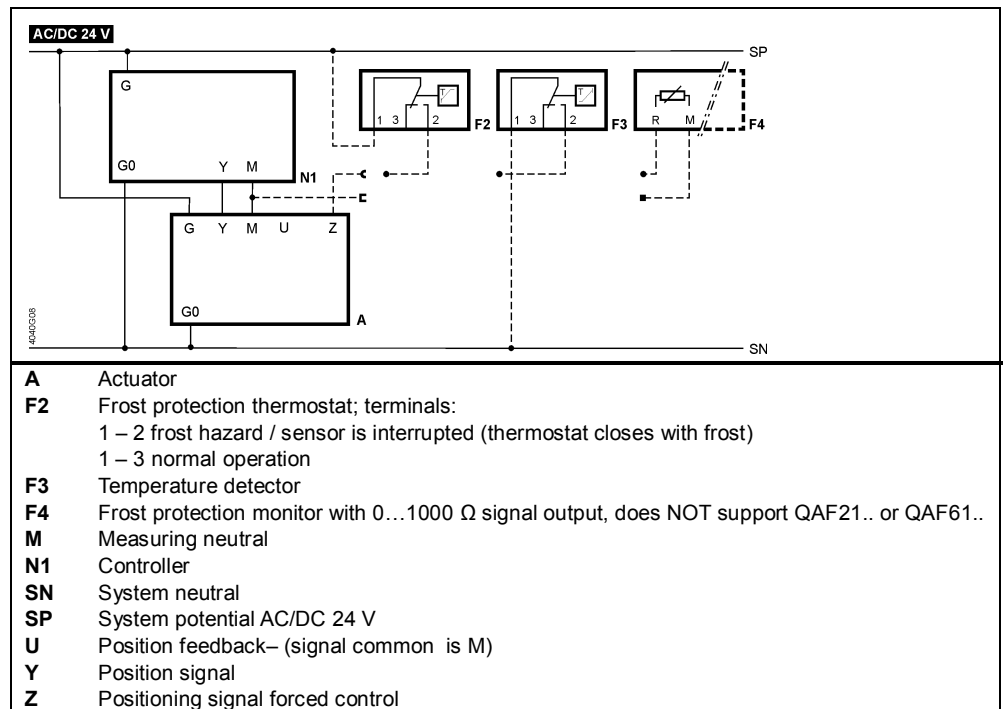 AC/DC 24 V
SP
G
T
T
1 3 2
F2
1 3 2
F3
R M
F4
G0 Y M
N1
G Y M U Z
G0
A
4040G08
SN
A Actuator
F2 Frost protection thermostat; terminals:
1 – 2 frost hazard / sensor is interrupted (thermostat closes with frost)
1 – 3 normal operation
F3 Temperature detector
F4 Frost protection monitor with 0…1000 Ω signal output, does NOT support QAF21.. or QAF61..
M Measuring neutral
N1 Controller
SN System neutral
SP System potential AC/DC 24 V
U Position feedback– (signal common is M)
Y Position signal
Z Positioning signal forced control